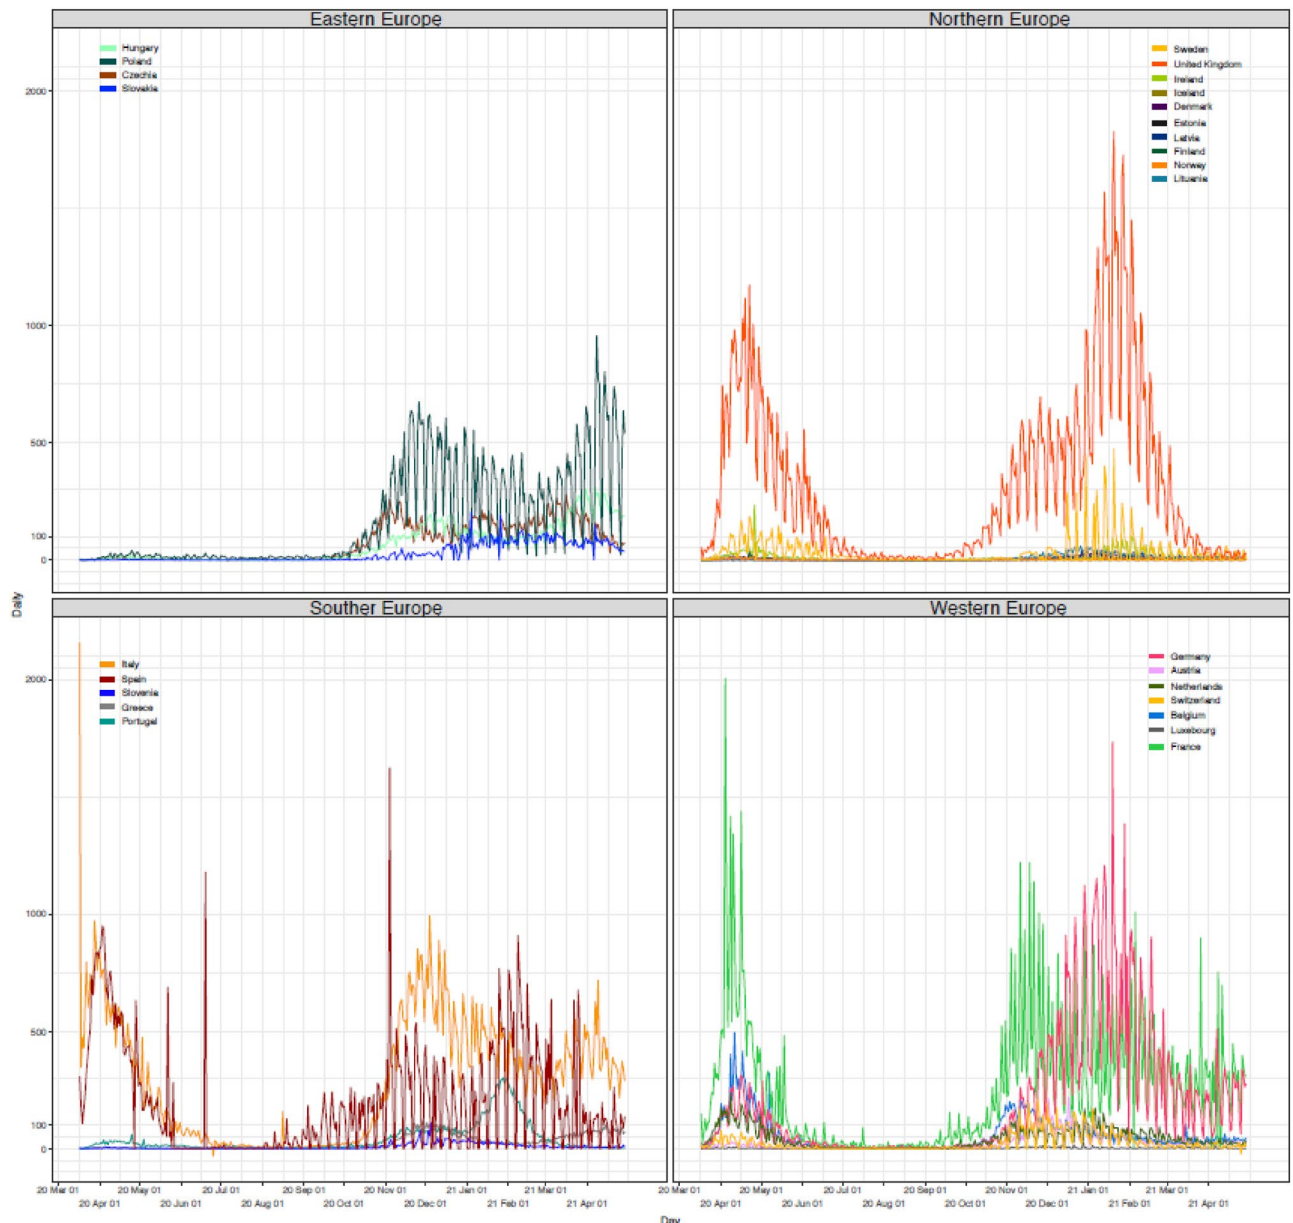 Eastern Europe
Northern Europe
Hungary
Poland
Czechia
Slovakia
Sweden
United Kingdom
Ireland
Iceland
Denmark
Estonia
Latvia
Finland
Norway
Lituania
2000
1000
500
100
0
Daily
Souther Europe
Western Europe
Italy
Spain
Slovenia
Greece
Portugal
Germany
Austria
Netherlands
Switzerland
Belgium
Luxebourg
France
2000
1000
500
100
0
20 Mar 01 20 May 01 20 Jul 01 20 Sep 01 20 Nov 01 21 Jan 01 21 Mar 01
20 Apr 01 20 Jun 01 20 Aug 01 20 Oct 01 20 Dec 01 21 Feb 01 21 Apr 01
20 Mar 01 20 May 01 20 Jul 01 20 Sep 01 20 Nov 01 21 Jan 01 21 Mar 01
20 Apr 01 20 Jun 01 20 Aug 01 20 Oct 01 20 Dec 01 21 Feb 01 21 Apr 01
Day